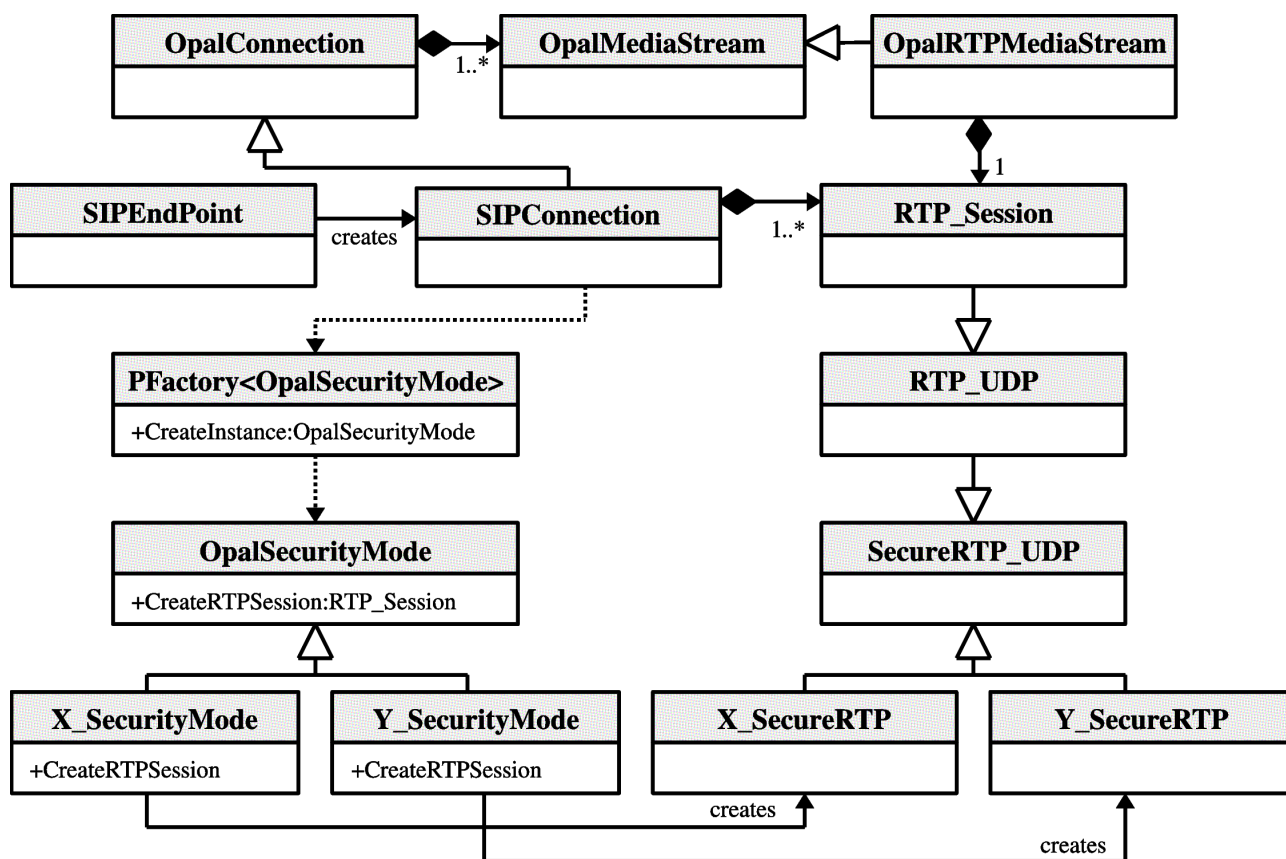 OpalConnection
OpalMediaStream
OpalRTPMediaStream
1..*
1
SIPEndPoint
SIPConnection
RTP_Session
creates
1..*
PFactory<OpalSecurityMode>
RTP_UDP
+CreateInstance:OpalSecurityMode
OpalSecurityMode
SecureRTP_UDP
+CreateRTPSession:RTP_Session
X_SecurityMode
Y_SecurityMode
X_SecureRTP
Y_SecureRTP
+CreateRTPSession
+CreateRTPSession
creates
creates